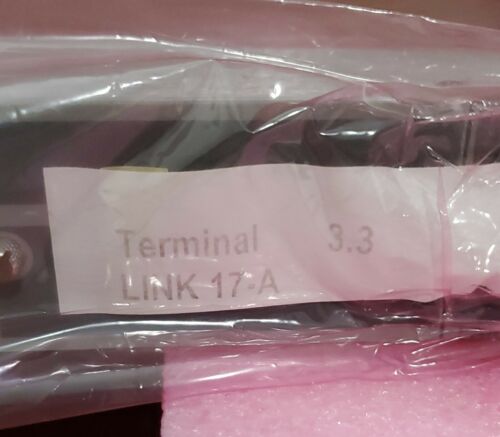 Terminal 3.3
LINK 17-A